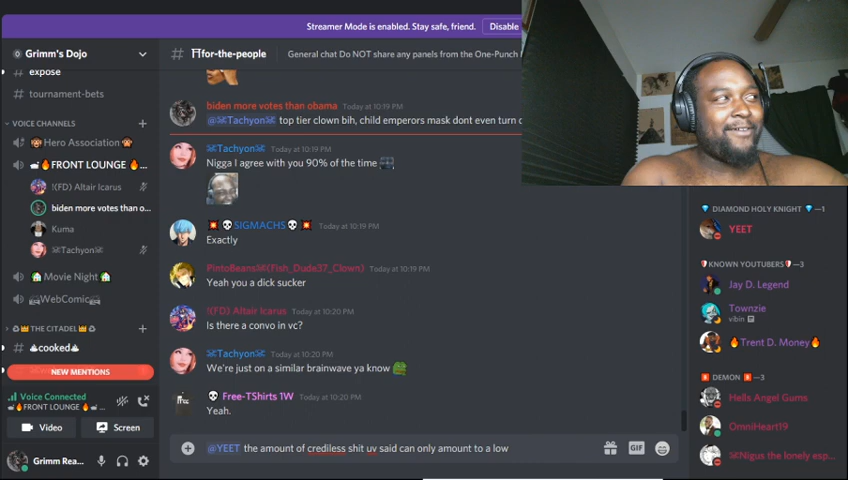 Streamer Mode is enabled. Stay safe, friend.
Disable
Grimm's Dojo
for-the-people
General chat Do NOT share any panels from the One-Punch
expose
tournament-bets
VOICE CHANNELS
Hero Association
FRONT LOUNGE
!(FD) Altair Icarus
biden more votes than o...
Kuma
Tachyon
Movie Night
WebComic
THE CITADEL
cooked
NEW MENTIONS
Voice Connected
FRONT LOUNGE
Video
Screen
Grimm Rea...
biden more votes than obama Today at 10:19 PM
@Tachyon top tier clown bih, child emperors mask dont even turn
Tachyon Today at 10:19 PM
Nigga I agree with you 90% of the time
SIGMACHS Today at 10:19 PM
Exactly
PintoBeans(Fish_Dude37_Clown) Today at 10:19 PM
Yeah you a dick sucker
!(FD) Altair Icarus Today at 10:20 PM
Is there a convo in vc?
Tachyon Today at 10:20 PM
We're just on a similar brainwave ya know
Free-TShirts 1W Today at 10:20 PM
Yeah.
@YEET the amount of crediless shit uv said can only amount to a low
GIF
DIAMOND HOLY KNIGHT —1
YEET
KNOWN YOUTUBERS —3
Jay D. Legend
Townzie
vibin
Trent D. Money
DEMON —3
Hells Angel Gums
OmniHeart19
Nigus the lonely esp...